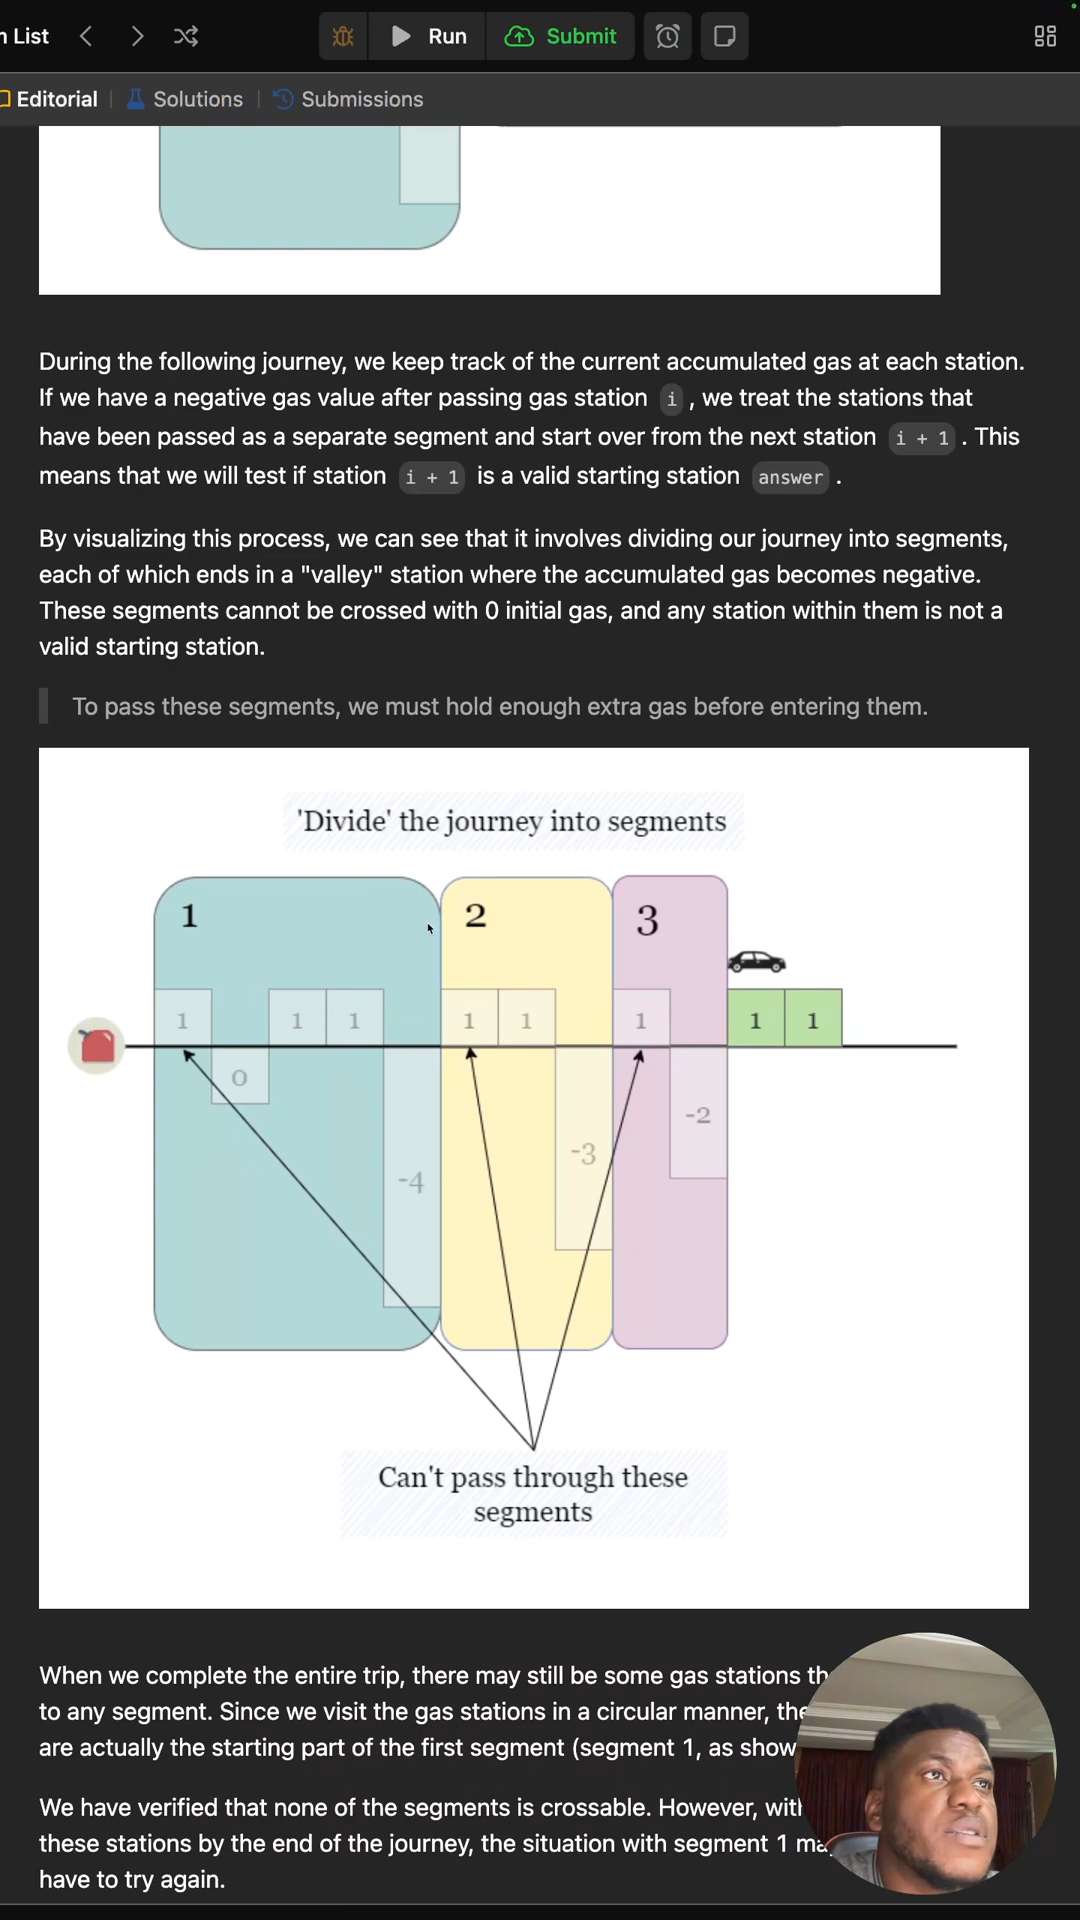 n List
Run
Submit
Editorial
Solutions
Submissions
During the following journey, we keep track of the current accumulated gas at each station.
If we have a negative gas value after passing gas station i , we treat the stations that
have been passed as a separate segment and start over from the next station i + 1 . This
means that we will test if station i + 1 is a valid starting station answer .
By visualizing this process, we can see that it involves dividing our journey into segments,
each of which ends in a "valley" station where the accumulated gas becomes negative.
These segments cannot be crossed with 0 initial gas, and any station within them is not a
valid starting station.
To pass these segments, we must hold enough extra gas before entering them.
'Divide' the journey into segments
1
2
3
1
1
1
1
1
1
1
1
0
-2
-3
-4
Can't pass through these
segments
When we complete the entire trip, there may still be some gas stations th
to any segment. Since we visit the gas stations in a circular manner, the
are actually the starting part of the first segment (segment 1, as show
We have verified that none of the segments is crossable. However, with
these stations by the end of the journey, the situation with segment 1 ma
have to try again.